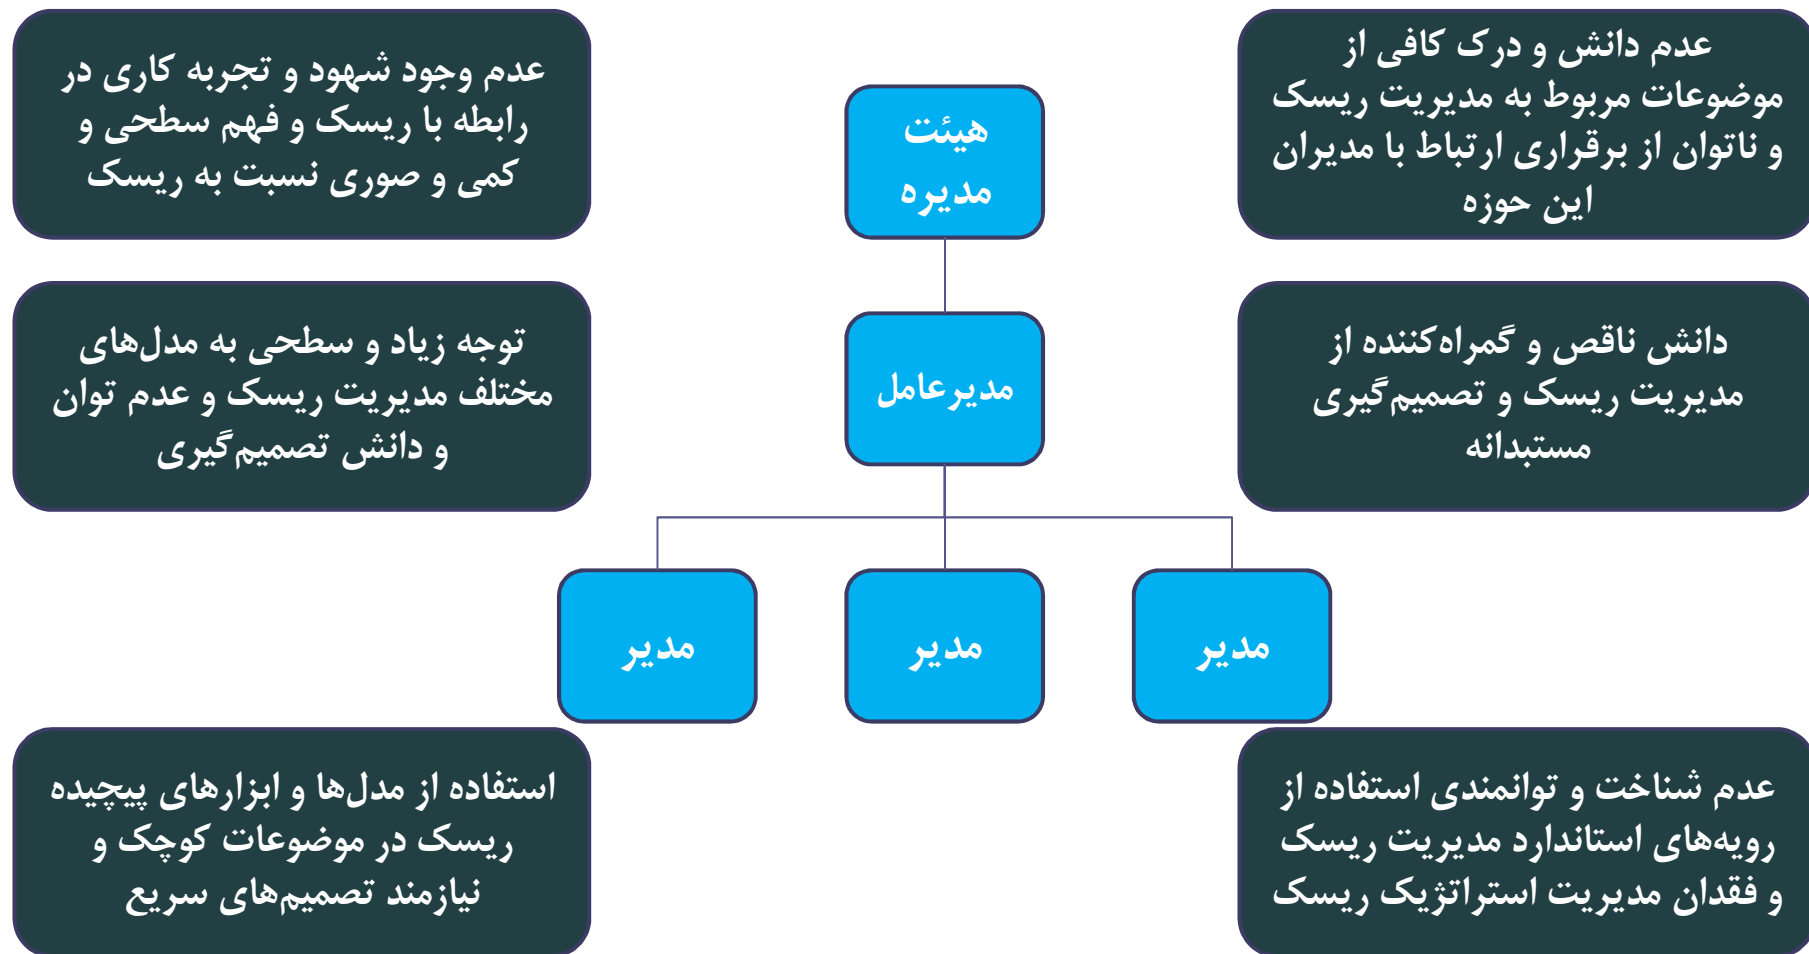 عدم دانش و درک کافی از
موضوعات مربوط به مدیریت ریسک
و ناتوان از برقراری ارتباط با مدیران
این حوزه
هیئت
مدیره
عدم وجود شهود و تجربه کاری در
رابطه با ریسک و فهم سطحی و
کمی و صوری نسبت به ریسک
دانش ناقص و گمراه‌کننده از
مدیریت ریسک و تصمیم‌گیری
مستبدانه
مدیرعامل
توجه زیاد و سطحی به مدل‌های
مختلف مدیریت ریسک و عدم توان
و دانش تصمیم‌گیری
مدیر
مدیر
مدیر
عدم شناخت و توانمندی استفاده از
رویه‌های استاندارد مدیریت ریسک
و فقدان مدیریت استراتژیک ریسک
استفاده از مدل‌ها و ابزارهای پیچیده
ریسک در موضوعات کوچک و
نیازمند تصمیم‌های سریع